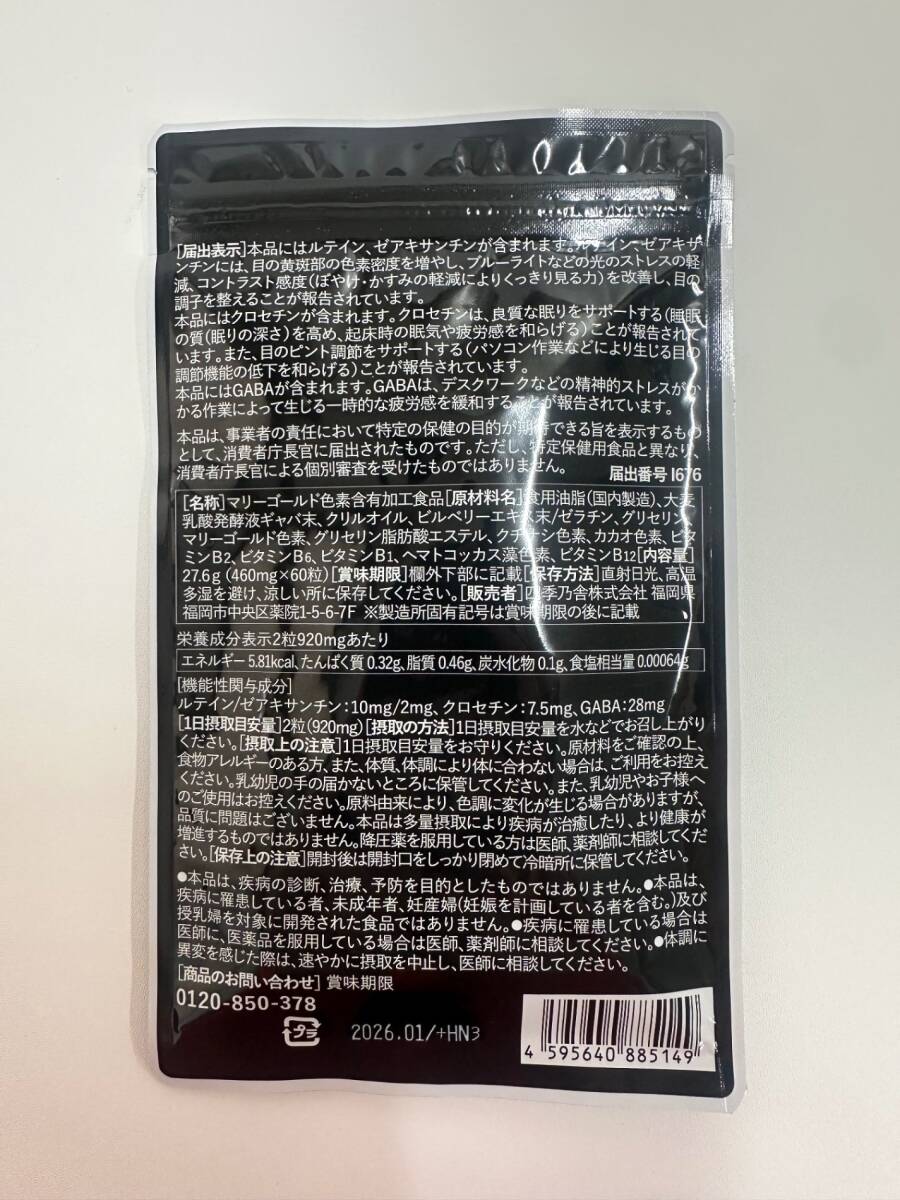 [届出表示]本品にはルテイン、ゼアキサンチンが含まれます。ルテイン、ゼアキサ
ンチンには、目の黄斑部の色素密度を増やし、ブルーライトなどの光のストレスの軽
減、コントラスト感度(ぼやけ・かすみの軽減によりくっきり見る力)を改善し、目の
調子を整えることが報告されています。
本品にはクロセチンが含まれます。クロセチンは、良質な眠りをサポートする(睡眠
の質(眠りの深さ)を高め、起床時の眠気や疲労感を和らげる)ことが報告されて
います。また、目のピント調節をサポートする(パソコン作業などにより生じる目の
調節機能の低下を和らげる)ことが報告されています。
本品にはGABAが含まれます。GABAは、デスクワークなどの精神的ストレスがか
かる作業によって生じる一時的な疲労感を緩和することが報告されています。
本品は、事業者の責任において特定の保健の目的が期待できる旨を表示するもの
として、消費者庁長官に届出されたものです。ただし、特定保健用食品と異なり、
消費者庁長官による個別審査を受けたものではありません。 届出番号 I676
[名称]マリーゴールド色素含有加工食品[原材料名]食用油脂(国内製造)、大麦
乳酸発酵液ギャバ末、クリルオイル、ビルベリーエキス末/ゼラチン、グリセリン、
マリーゴールド色素、グリセリン脂肪酸エステル、クチナシ色素、カカオ色素、ビタ
ミンB2、ビタミンB6、ビタミンB1、ヘマトコッカス藻色素、ビタミンB12[内容量]
27.6g(460mg×60粒)[賞味期限]欄外下部に記載[保存方法]直射日光、高温
多湿を避け、涼しい所に保存してください。[販売者]四季乃舎株式会社 福岡県
福岡市中央区薬院1-5-6-7F ※製造所固有記号は賞味期限の後に記載
栄養成分表示2粒920mgあたり
エネルギー 5.81kcal、たんぱく質 0.32g、脂質 0.46g、炭水化物 0.1g、食塩相当量 0.00064g
[機能性関与成分]
ルテイン/ゼアキサンチン:10mg/2mg、クロセチン:7.5mg、GABA:28mg
[1日摂取目安量]2粒(920mg)[摂取の方法]1日摂取目安量を水などでお召し上がり
ください。[摂取上の注意]1日摂取目安量をお守りください。原材料をご確認の上、
食物アレルギーのある方、また、体質、体調により体に合わない場合は、ご利用をお控え
ください。乳幼児の手の届かないところに保管してください。また、乳幼児やお子様へ
のご使用はお控えください。原料由来により、色調に変化が生じる場合がありますが、
品質に問題はございません。本品は多量摂取により疾病が治癒したり、より健康が
増進するものではありません。降圧薬を服用している方は医師、薬剤師に相談してくだ
さい。[保存上の注意]開封後は開封口をしっかり閉めて冷暗所に保管してください。
●本品は、疾病の診断、治療、予防を目的としたものではありません。●本品は、
疾病に罹患している者、未成年者、妊産婦(妊娠を計画している者を含む。)及び
授乳婦を対象に開発された食品ではありません。●疾病に罹患している場合は
医師に、医薬品を服用している場合は医師、薬剤師に相談してください。●体調に
異変を感じた際は、速やかに摂取を中止し、医師に相談してください。
[商品のお問い合わせ] 賞味期限
0120-850-378
プラ 2026.01/+HN3
4 595640 885149